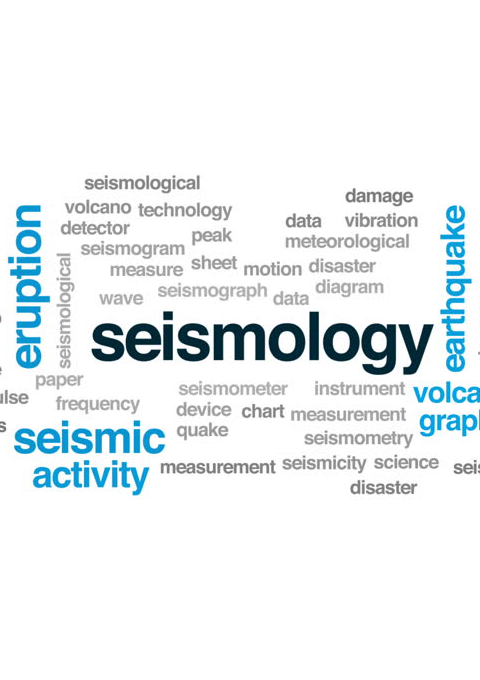 seismological
damage
volcano technology
data vibration
detector
peak
meteorological
seismogram
measure sheet motion disaster
wave seismograph data diagram
eruption
seismological
seismology
earthquake
paper
seismometer instrument
frequency
device chart measurement
quake
seismometry
seismic
activity
measurement seismicity science
disaster